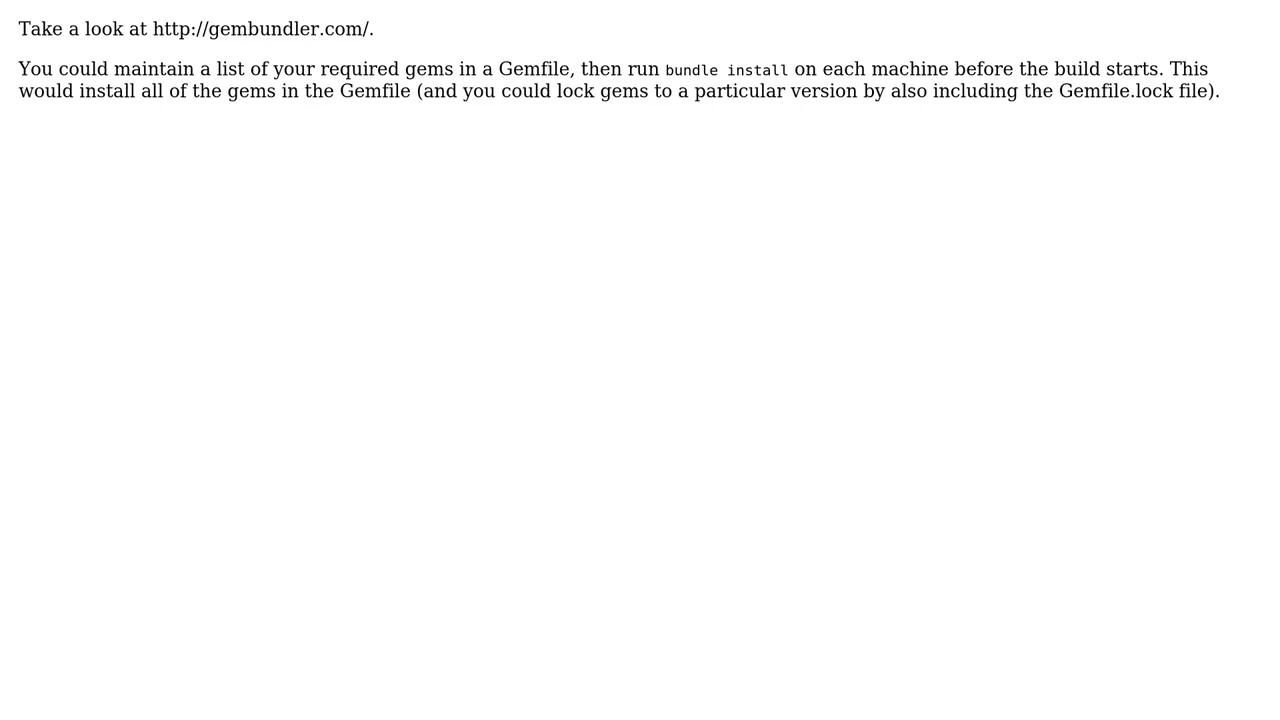 Take a look at http://gembundler.com/.
You could maintain a list of your required gems in a Gemfile, then run bundle install on each machine before the build starts. This
would install all of the gems in the Gemfile (and you could lock gems to a particular version by also including the Gemfile.lock file).